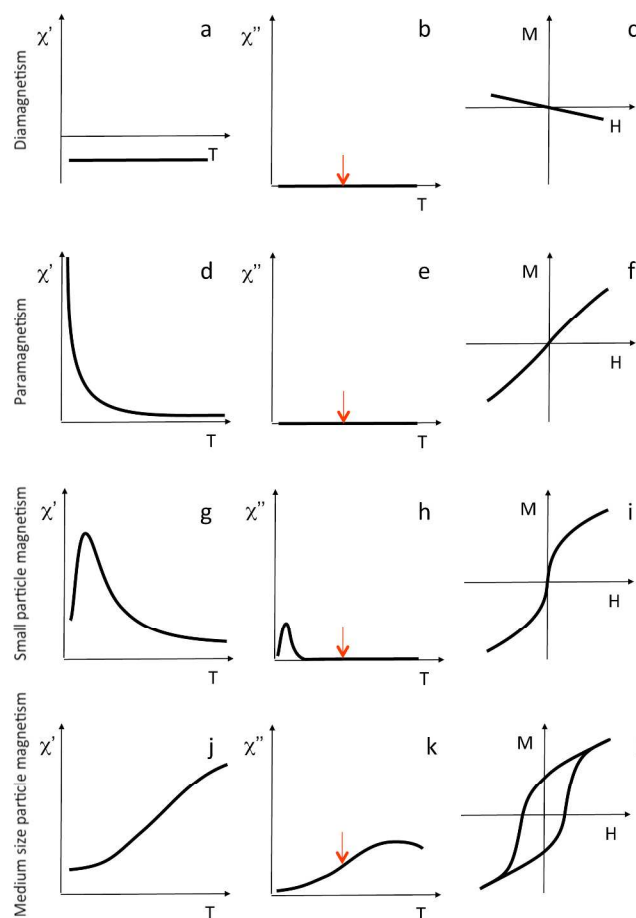 Diamagnetism
χ’
a
T
χ”
b
T
M
c
H
Paramagnetism
χ’
d
T
χ”
e
T
M
f
H
Small particle magnetism
χ’
g
T
χ”
h
T
M
i
H
Medium size particle magnetism
χ’
j
T
χ”
k
T
M
H